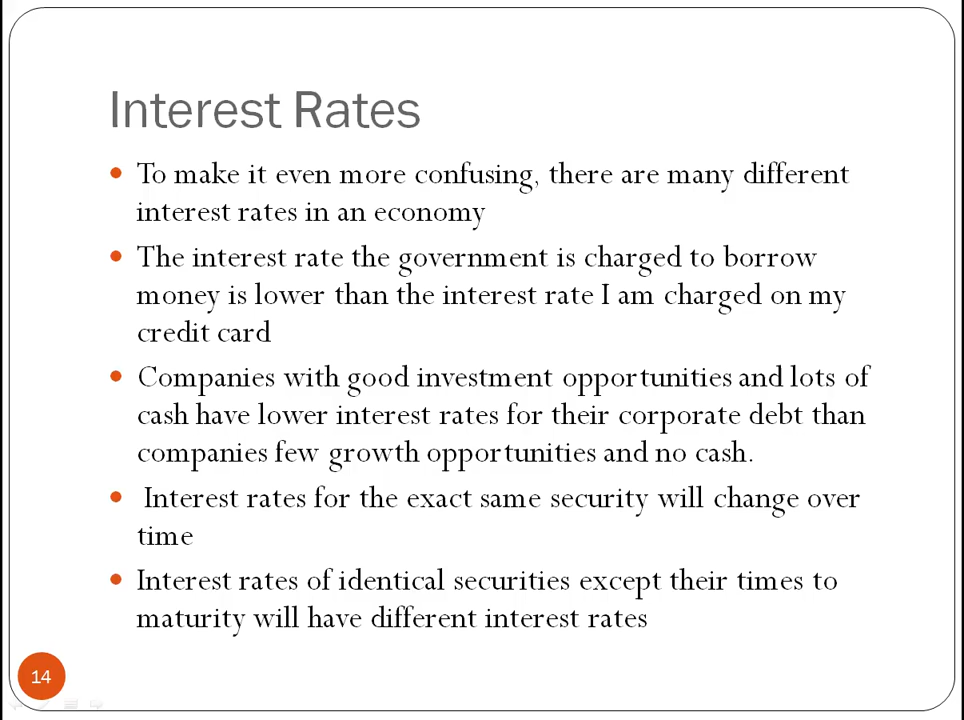 Interest Rates
• To make it even more confusing, there are many different
interest rates in an economy
• The interest rate the government is charged to borrow
money is lower than the interest rate I am charged on my
credit card
• Companies with good investment opportunities and lots of
cash have lower interest rates for their corporate debt than
companies few growth opportunities and no cash.
• Interest rates for the exact same security will change over
time
• Interest rates of identical securities except their times to
maturity will have different interest rates
14